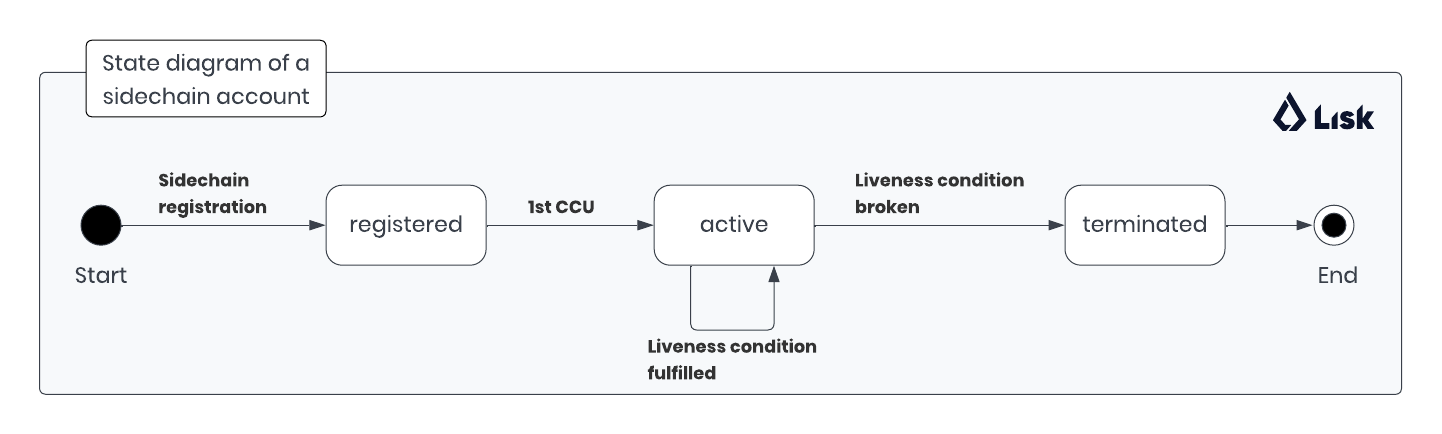 State diagram of a
sidechain account
Lisk
Sidechain
registration
registered
1st CCU
active
Liveness condition
broken
terminated
Start
End
Liveness condition
fulfilled